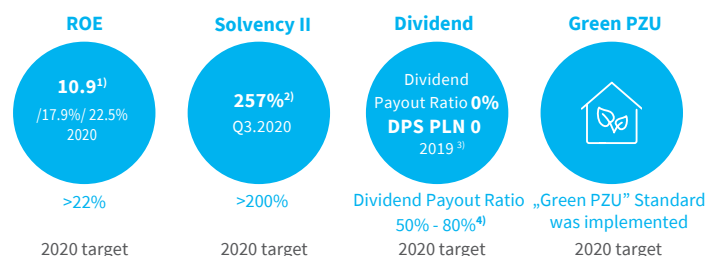 ROE
10.9¹⁾
/17.9%/ 22.5%
2020
>22%
2020 target
Solvency II
257%²⁾
Q3.2020
>200%
2020 target
Dividend
Dividend
Payout Ratio 0%
DPS PLN 0
2019 ³⁾
Dividend Payout Ratio
50% - 80%⁴⁾
2020 target
Green PZU
„Green PZU” Standard
was implemented
2020 target